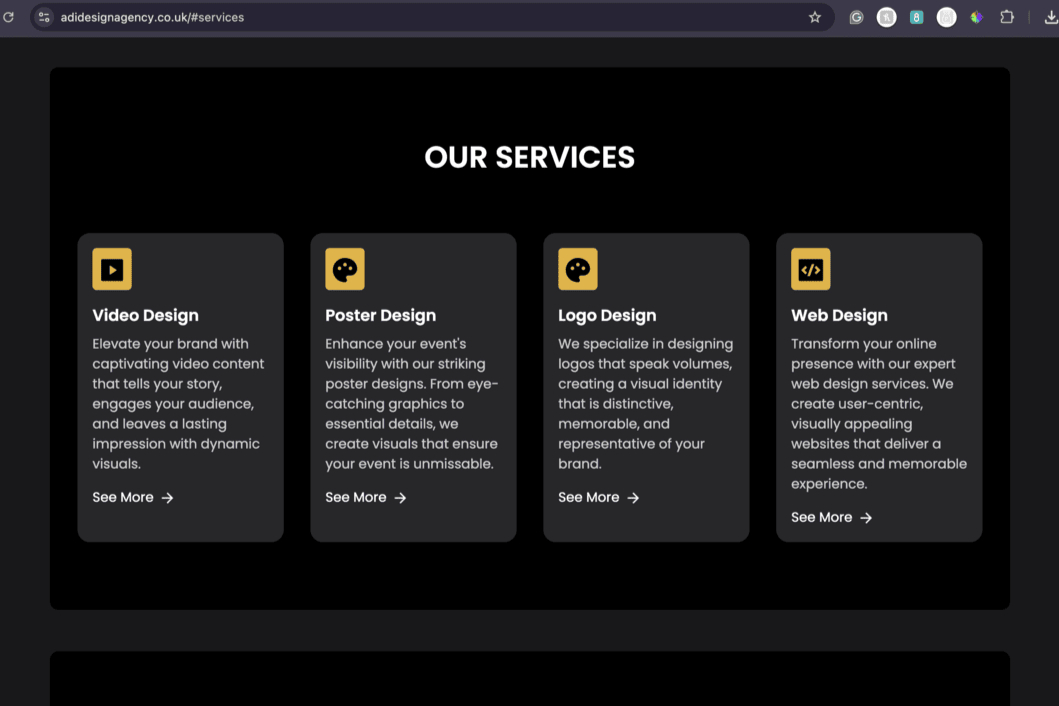 adidesignagency.co.uk/#services
OUR SERVICES
Video Design
Elevate your brand with
captivating video content
that tells your story,
engages your audience,
and leaves a lasting
impression with dynamic
visuals.
See More →
Poster Design
Enhance your event's
visibility with our striking
poster designs. From eye-
catching graphics to
essential details, we
create visuals that ensure
your event is unmissable.
See More →
Logo Design
We specialize in designing
logos that speak volumes,
creating a visual identity
that is distinctive,
memorable, and
representative of your
brand.
See More →
Web Design
Transform your online
presence with our expert
web design services. We
create user-centric,
visually appealing
websites that deliver a
seamless and memorable
experience.
See More →